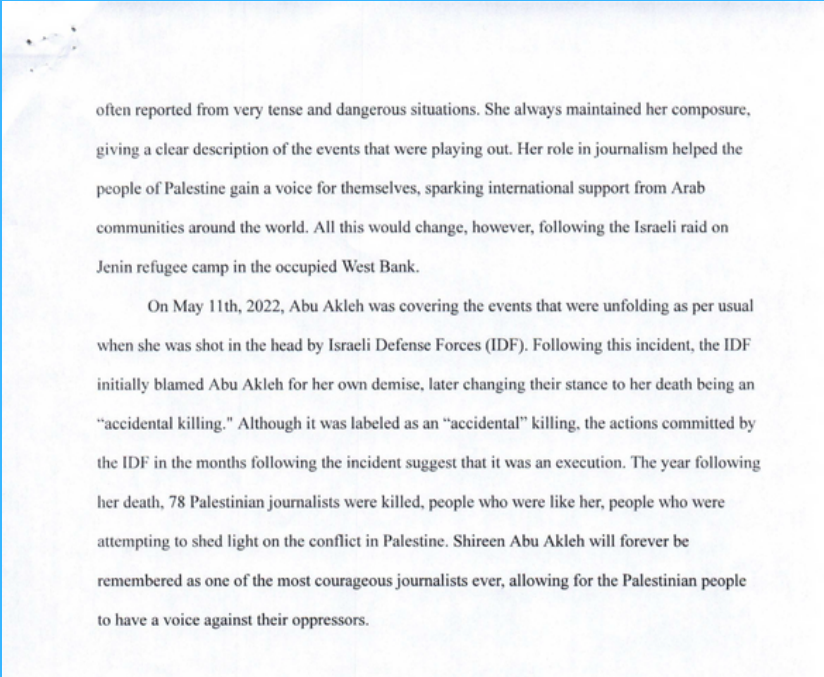 often reported from very tense and dangerous situations. She always maintained her composure,
giving a clear description of the events that were playing out. Her role in journalism helped the
people of Palestine gain a voice for themselves, sparking international support from Arab
communities around the world. All this would change, however, following the Israeli raid on
Jenin refugee camp in the occupied West Bank.
On May 11th, 2022, Abu Akleh was covering the events that were unfolding as per usual
when she was shot in the head by Israeli Defense Forces (IDF). Following this incident, the IDF
initially blamed Abu Akleh for her own demise, later changing their stance to her death being an
“accidental killing." Although it was labeled as an “accidental” killing, the actions committed by
the IDF in the months following the incident suggest that it was an execution. The year following
her death, 78 Palestinian journalists were killed, people who were like her, people who were
attempting to shed light on the conflict in Palestine. Shireen Abu Akleh will forever be
remembered as one of the most courageous journalists ever, allowing for the Palestinian people
to have a voice against their oppressors.